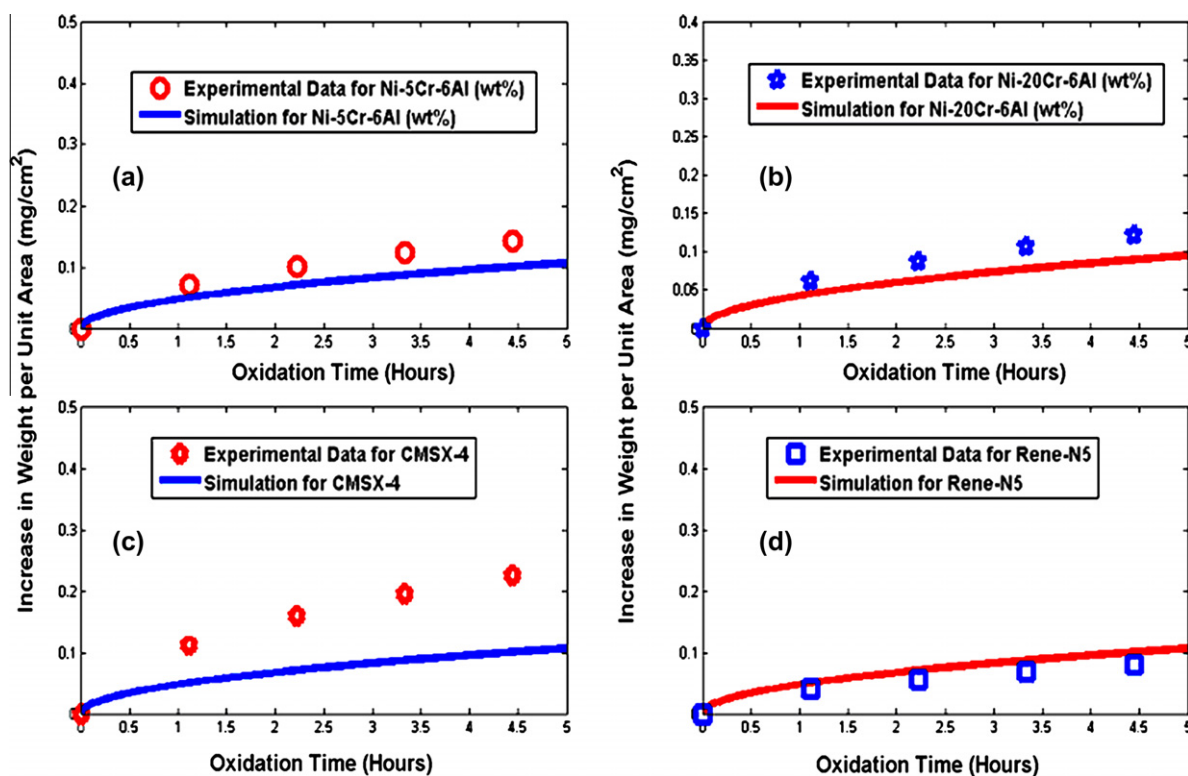 Increase in Weight per Unit Area (mg/cm²)
0.5
0.4
0.3
0.2
0.1
0
Experimental Data for Ni-5Cr-6Al (wt%)
Simulation for Ni-5Cr-6Al (wt%)
(a)
0 0.5 1 1.5 2 2.5 3 3.5 4 4.5 5
Oxidation Time (Hours)
Increase in Weight per Unit Area (mg/cm²)
0.4
0.35
0.3
0.25
0.2
0.15
0.1
0.05
0
Experimental Data for Ni-20Cr-6Al (wt%)
Simulation for Ni-20Cr-6Al (wt%)
(b)
0 0.5 1 1.5 2 2.5 3 3.5 4 4.5 5
Oxidation Time (Hours)
0.5
0.4
0.3
0.2
0.1
0
Experimental Data for CMSX-4
Simulation for CMSX-4
(c)
0 0.5 1 1.5 2 2.5 3 3.5 4 4.5 5
Oxidation Time (Hours)
0.5
0.4
0.3
0.2
0.1
0
Experimental Data for Rene-N5
Simulation for Rene-N5
(d)
0 0.5 1 1.5 2 2.5 3 3.5 4 4.5 5
Oxidation Time (Hours)